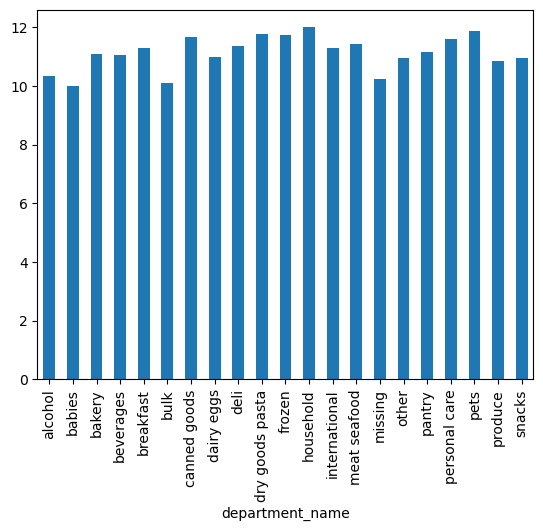 12
10
8
6
4
2
0
alcohol
babies
bakery
beverages
breakfast
bulk
canned goods
dairy eggs
deli
dry goods pasta
frozen
household
international
meat seafood
missing
other
pantry
personal care
pets
produce
snacks
department_name